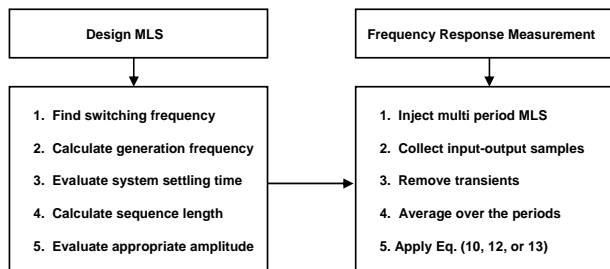 Design MLS
1. Find switching frequency
2. Calculate generation frequency
3. Evaluate system settling time
4. Calculate sequence length
5. Evaluate appropriate amplitude
Frequency Response Measurement
1. Inject multi period MLS
2. Collect input-output samples
3. Remove transients
4. Average over the periods
5. Apply Eq. (10, 12, or 13)